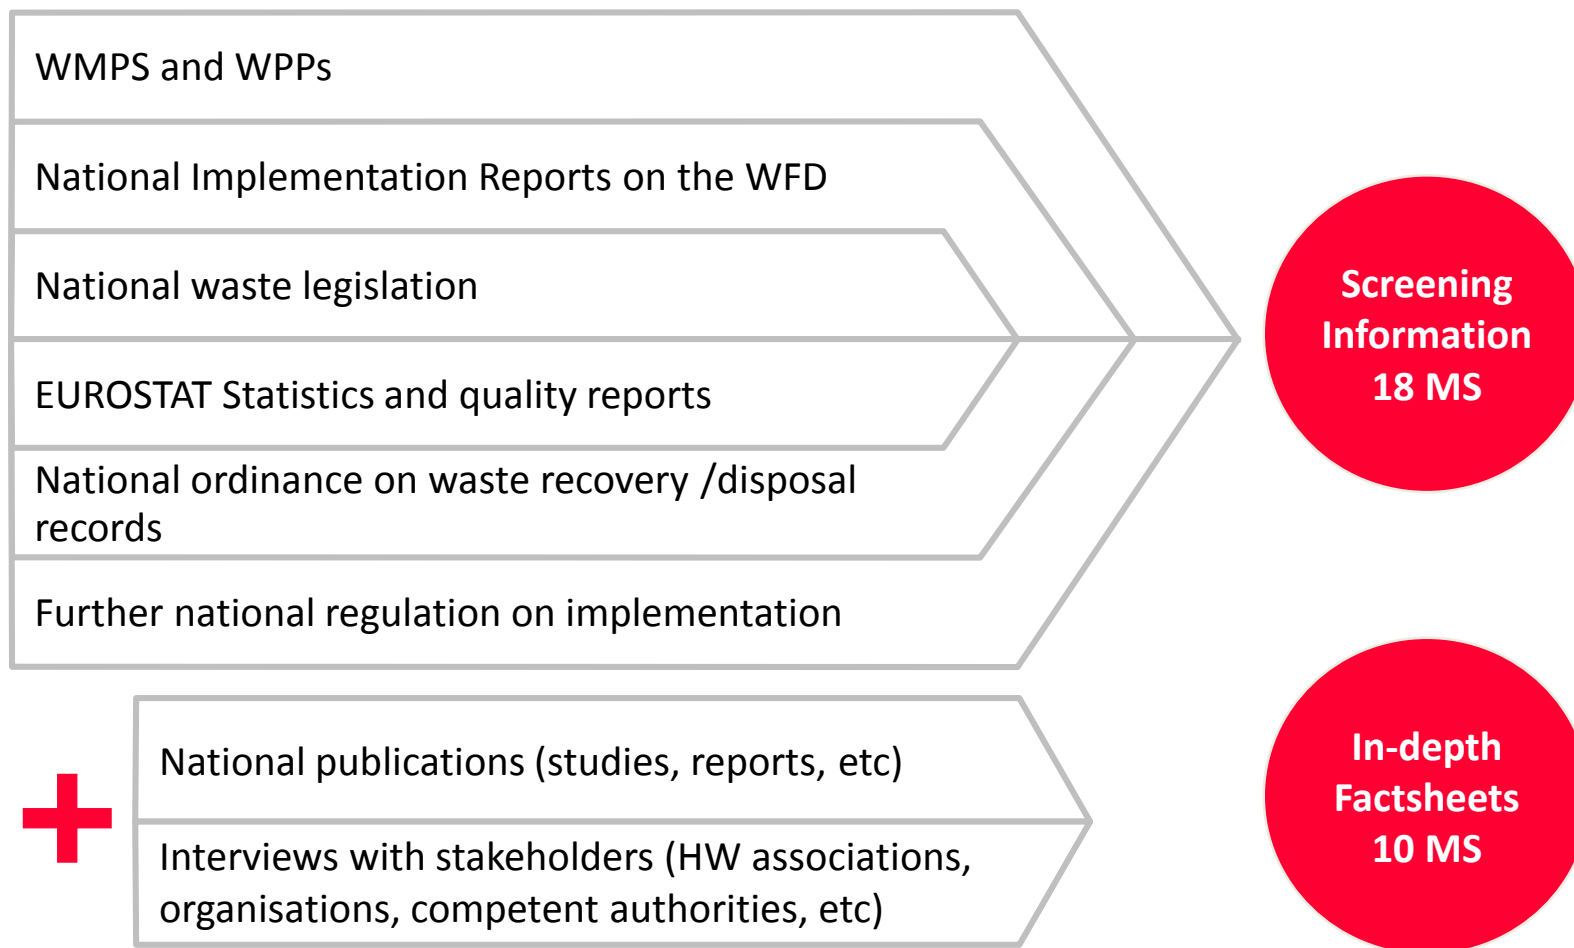 WMPS and WPPs
National Implementation Reports on the WFD
National waste legislation
EUROSTAT Statistics and quality reports
National ordinance on waste recovery /disposal
records
Further national regulation on implementation
Screening
Information
18 MS
National publications (studies, reports, etc)
Interviews with stakeholders (HW associations,
organisations, competent authorities, etc)
In-depth
Factsheets
10 MS